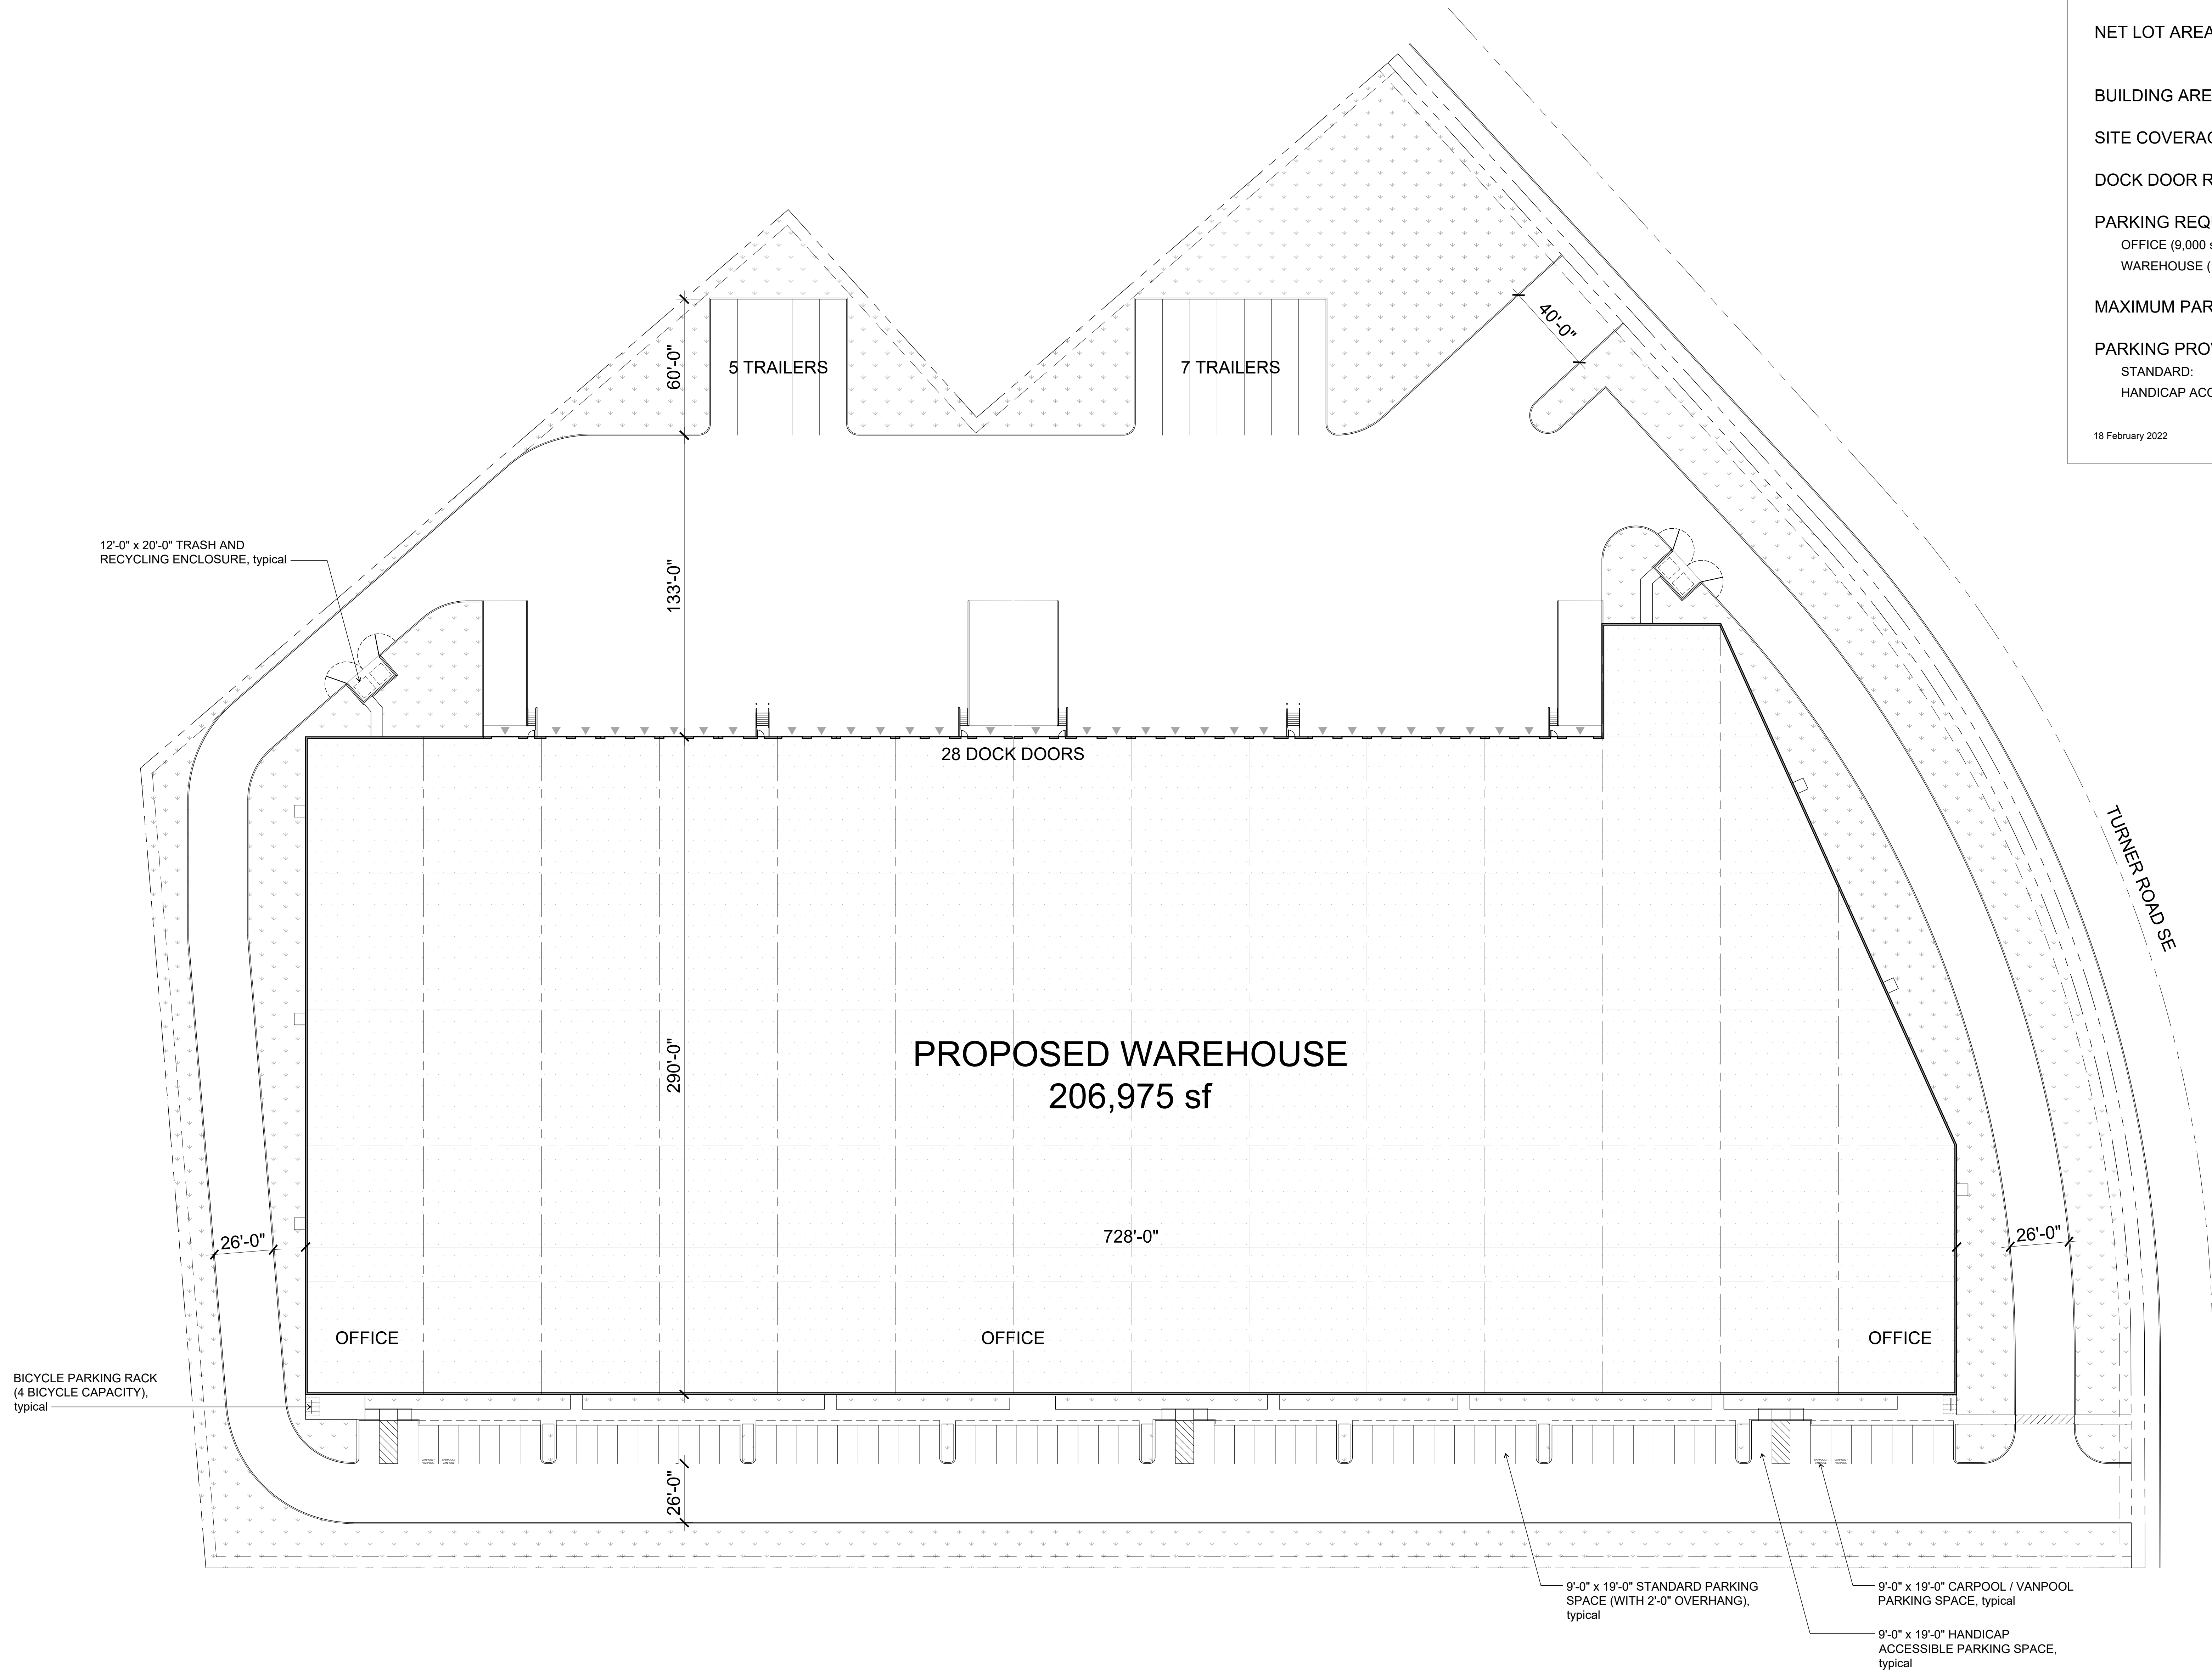 NET LOT AREA
BUILDING ARE
SITE COVERAG
DOCK DOOR R
PARKING REQ
OFFICE (9,000 s
WAREHOUSE (
MAXIMUM PAR
PARKING PROV
STANDARD:
HANDICAP ACC
18 February 2022
40'-0"
60'-0"
5 TRAILERS
7 TRAILERS
12'-0" x 20'-0" TRASH AND
RECYCLING ENCLOSURE, typical
133'-0"
28 DOCK DOORS
TURNER ROAD SE
PROPOSED WAREHOUSE
206,975 sf
290'-0"
728'-0"
26'-0"
26'-0"
OFFICE
OFFICE
OFFICE
BICYCLE PARKING RACK
(4 BICYCLE CAPACITY),
typical
26'-0"
9'-0" x 19'-0" STANDARD PARKING
SPACE (WITH 2'-0" OVERHANG),
typical
9'-0" x 19'-0" CARPOOL / VANPOOL
PARKING SPACE, typical
9'-0" x 19'-0" HANDICAP
ACCESSIBLE PARKING SPACE,
typical